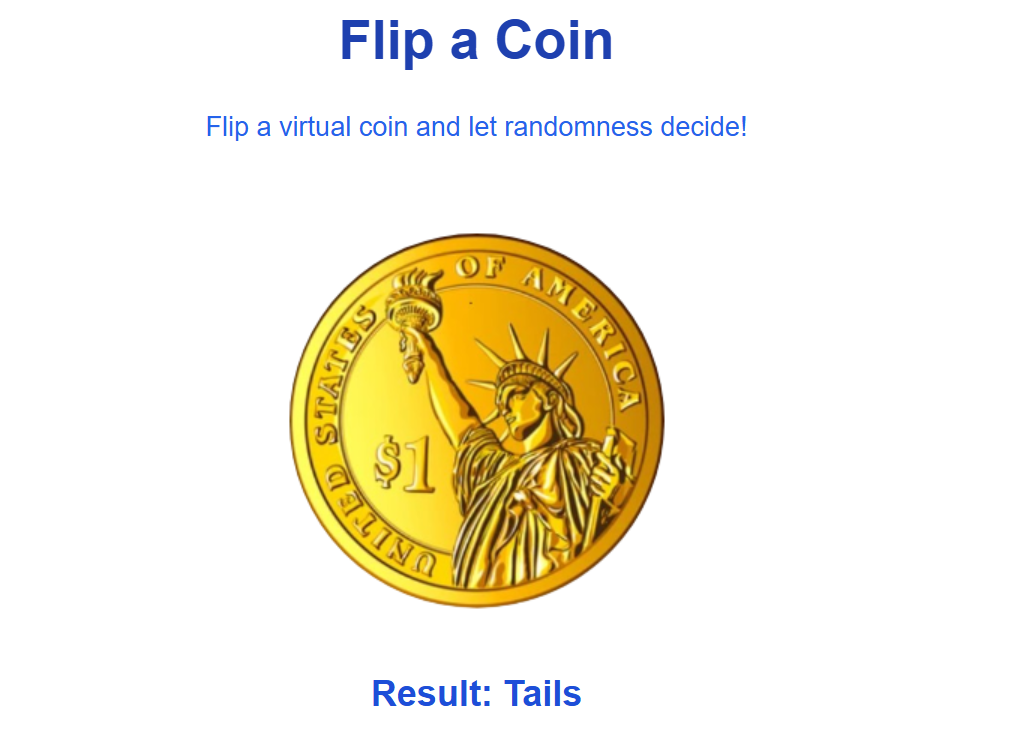 Flip a Coin
Flip a virtual coin and let randomness decide!
UNITED STATES OF AMERICA
$1
Result: Tails